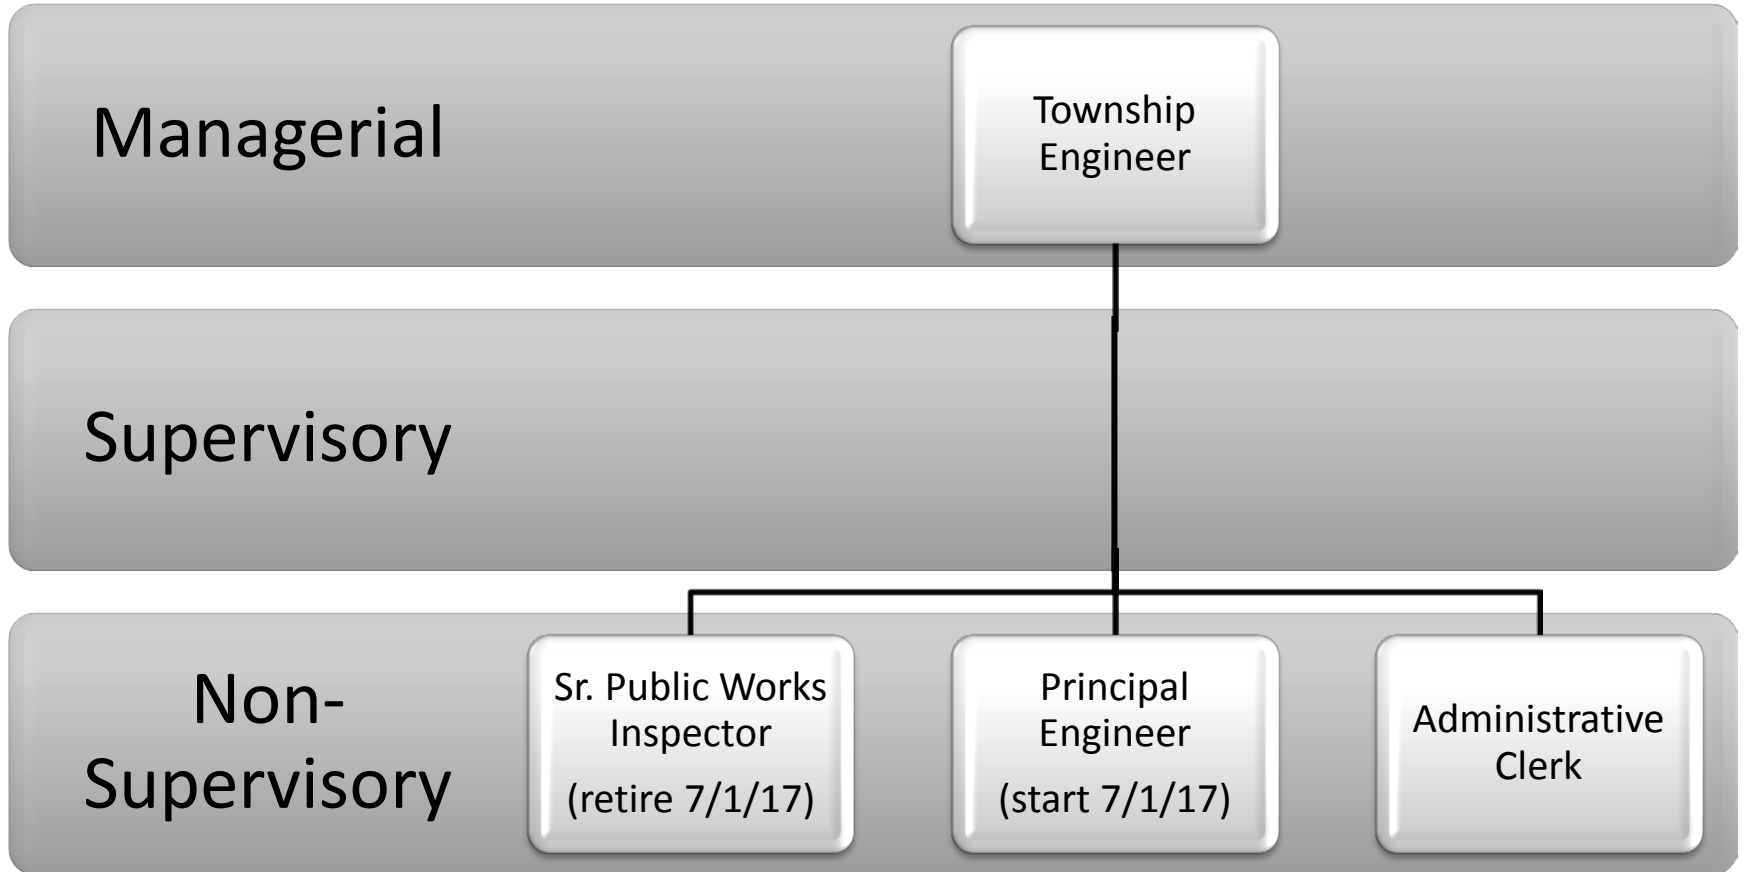 Managerial
Township
Engineer
Supervisory
Non-
Supervisory
Sr. Public Works
Inspector
(retire 7/1/17)
Principal
Engineer
(start 7/1/17)
Administrative
Clerk